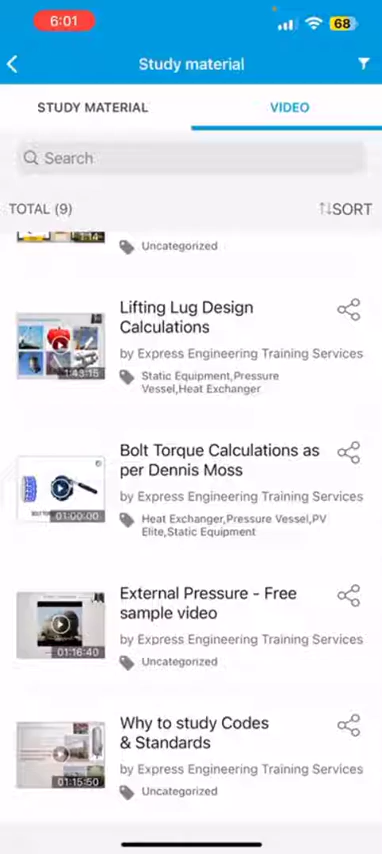 6:01
68
Study material
STUDY MATERIAL
VIDEO
Search
TOTAL (9)
SORT
Uncategorized
Lifting Lug Design
Calculations
by Express Engineering Training Services
Static Equipment,Pressure
Vessel,Heat Exchanger
1:43:15
Bolt Torque Calculations as
per Dennis Moss
by Express Engineering Training Services
Heat Exchanger,Pressure Vessel,PV
Elite,Static Equipment
01:00:00
External Pressure - Free
sample video
by Express Engineering Training Services
Uncategorized
01:16:40
Why to study Codes
& Standards
by Express Engineering Training Services
Uncategorized
01:15:50